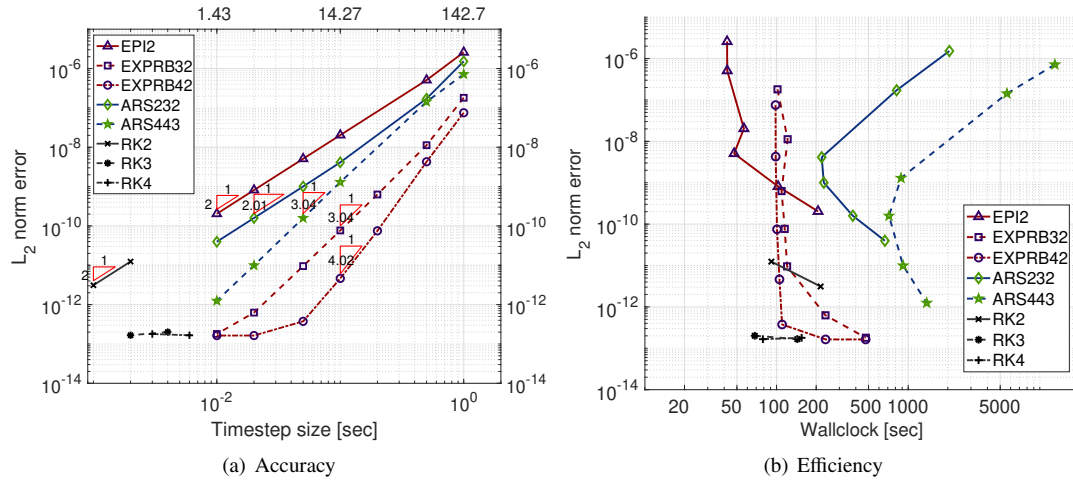 1.43 14.27 142.7
EPI2
EXPRB32
EXPRB42
ARS232
ARS443
RK2
RK3
RK4
10^-6 10^-6
10^-8 10^-8
10^-10 10^-10
10^-12 10^-12
10^-14 10^-14
L2 norm error
1
2
1
2
1
2.01
1
3.04
1
3.04
1
4.02
10^-2 10^0
Timestep size [sec]
(a) Accuracy
10^-6
10^-8
10^-10
10^-12
10^-14
L2 norm error
EPI2
EXPRB32
EXPRB42
ARS232
ARS443
RK2
RK3
RK4
20 50 100 200 500 1000 5000
Wallclock [sec]
(b) Efficiency